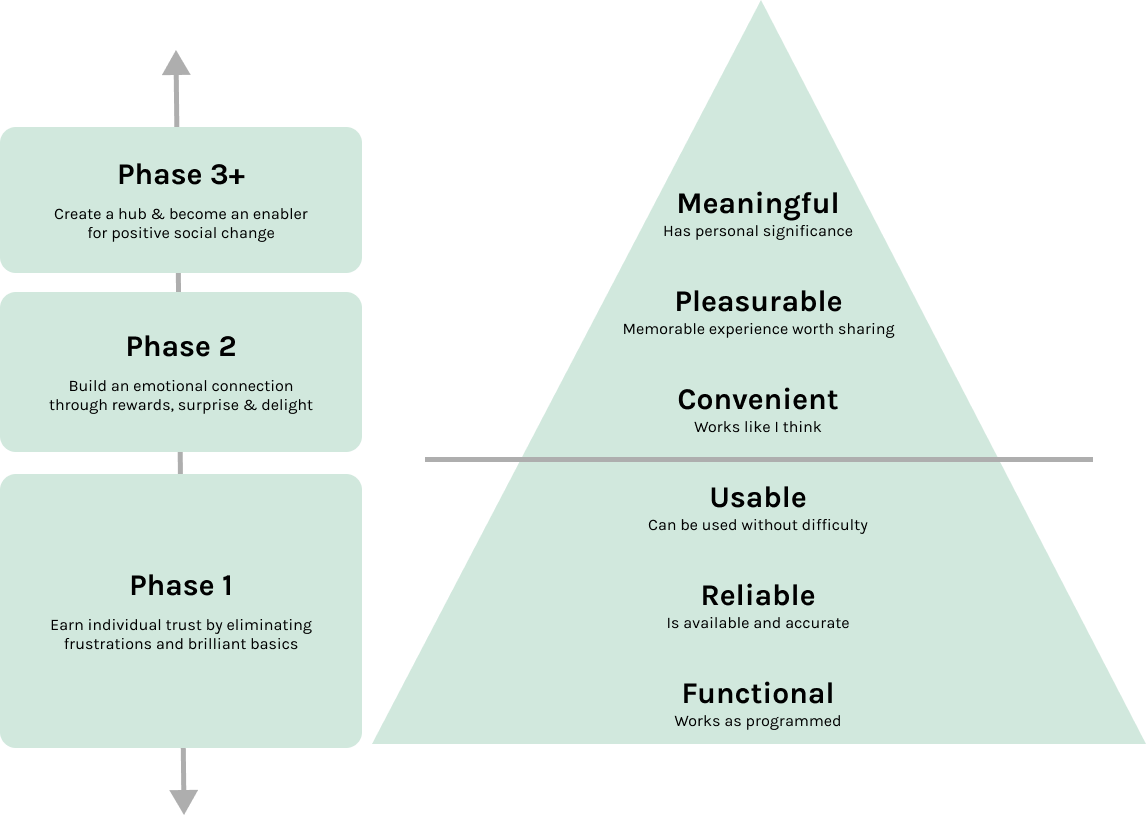 Phase 3+
Create a hub & become an enabler
for positive social change
Phase 2
Build an emotional connection
through rewards, surprise & delight
Phase 1
Earn individual trust by eliminating
frustrations and brilliant basics
Meaningful
Has personal significance
Pleasurable
Memorable experience worth sharing
Convenient
Works like I think
Usable
Can be used without difficulty
Reliable
Is available and accurate
Functional
Works as programmed